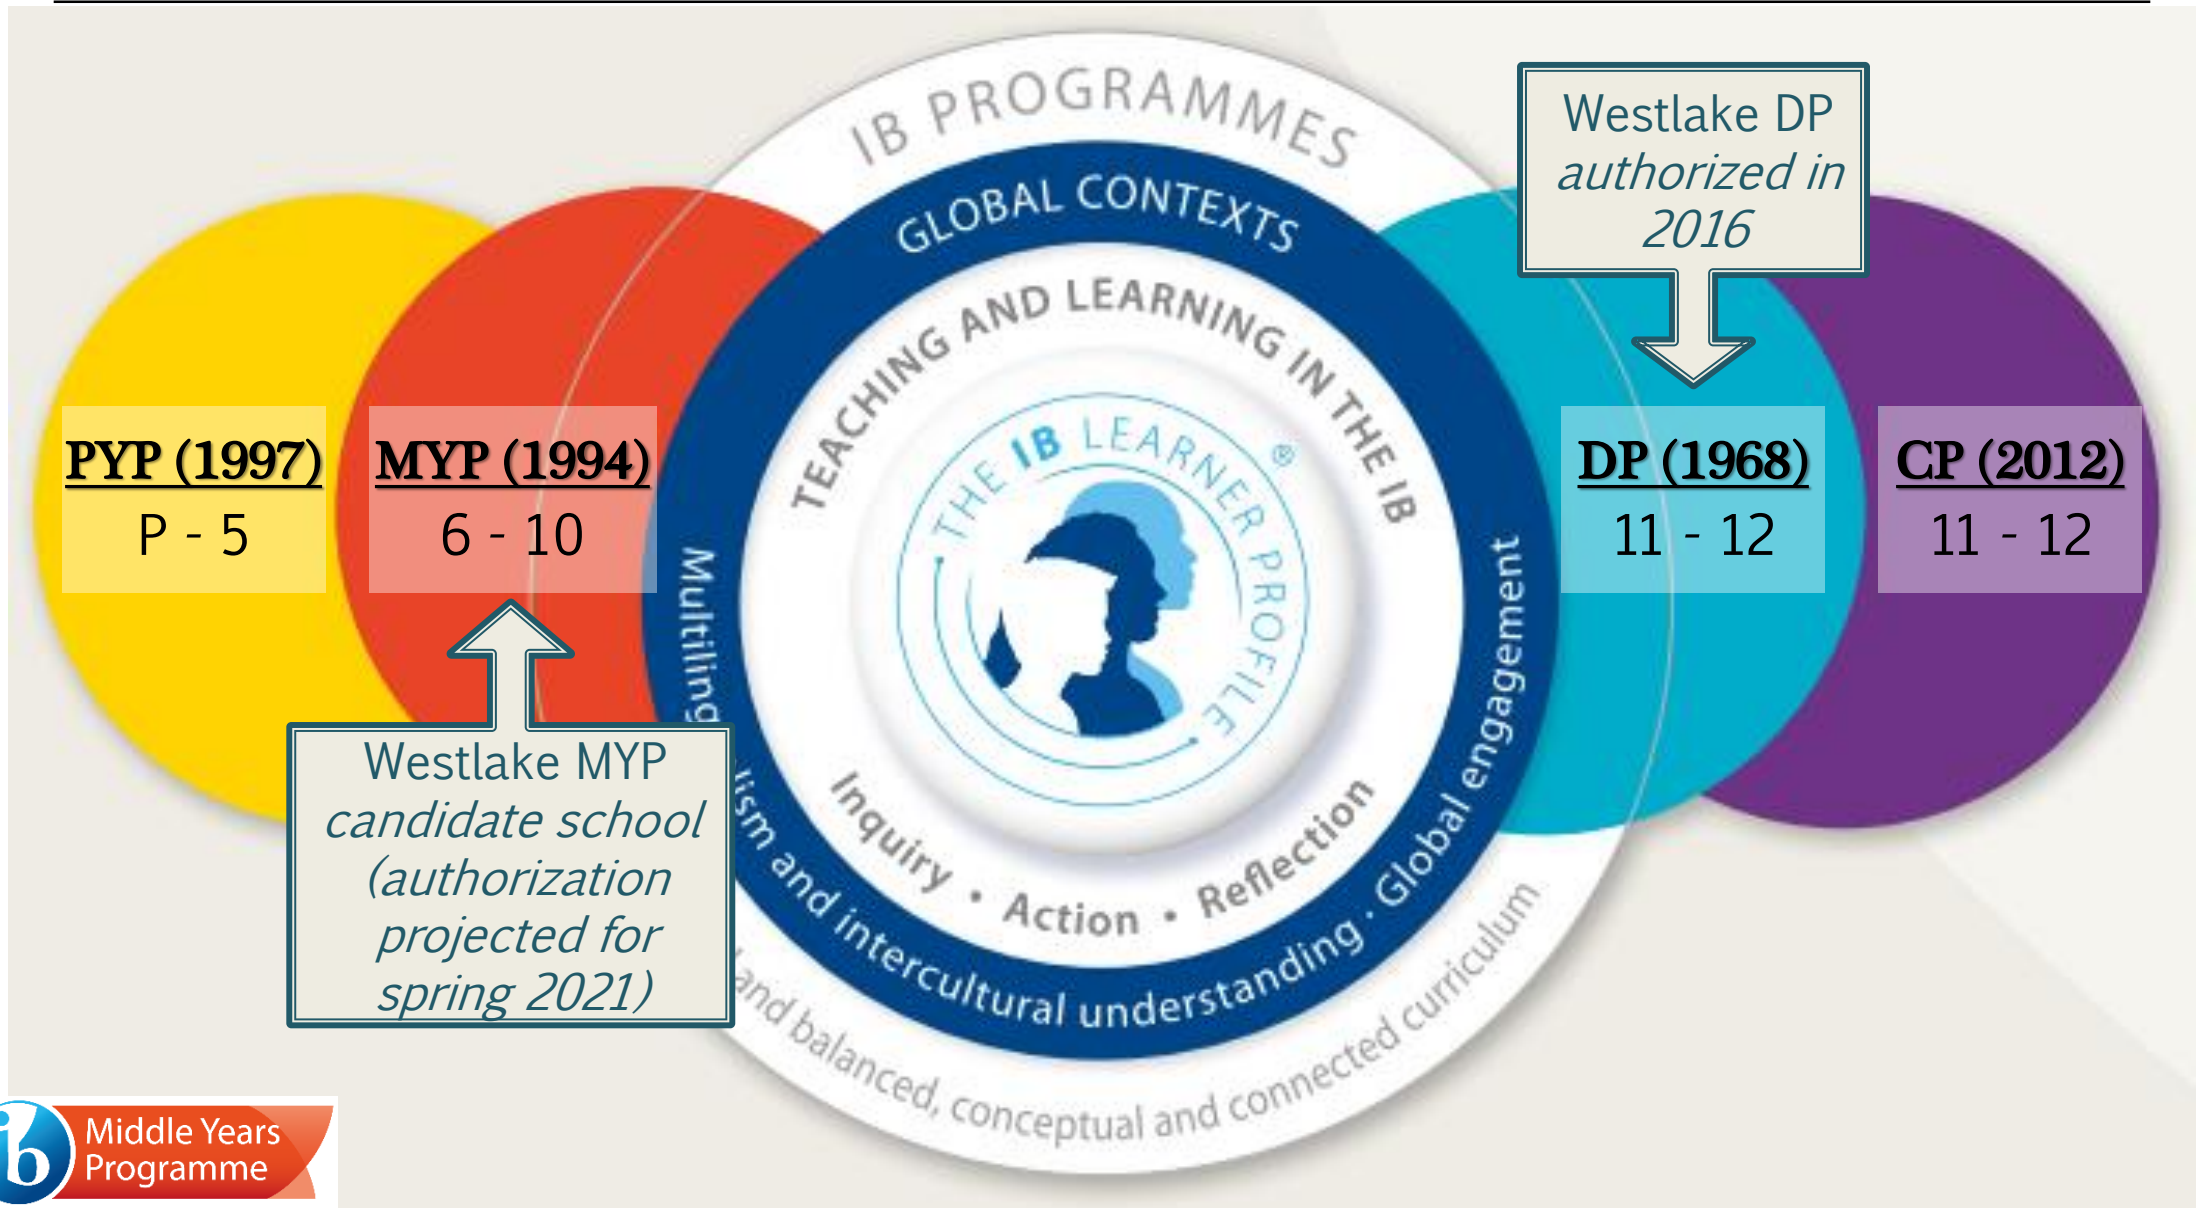 IB PROGRAMMES
GLOBAL CONTEXTS
TEACHING AND LEARNING IN THE IB
THE IB LEARNER PROFILE
®
Westlake DP
authorized in
2016
PYP (1997)
P - 5
MYP (1994)
6 - 10
DP (1968)
11 - 12
CP (2012)
11 - 12
Westlake MYP
candidate school
(authorization
projected for
spring 2021)
Inquiry • Action • Reflection
and intercultural understanding · Global engagement
and balanced, conceptual and connected curriculum
ib
Middle Years
Programme